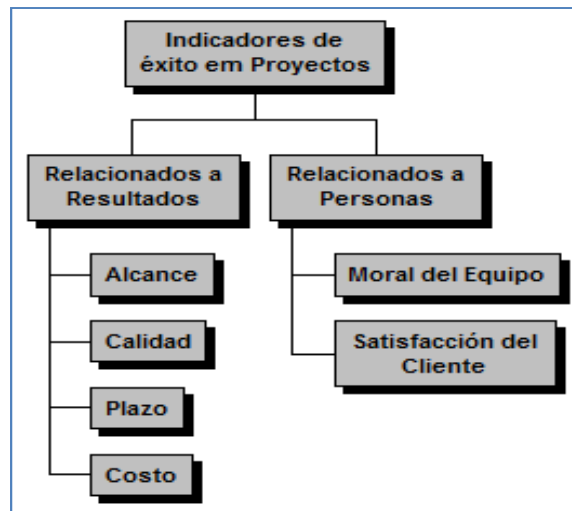 Indicadores de
éxito em Proyectos
Relacionados a
Resultados
Relacionados a
Personas
Alcance
Calidad
Plazo
Costo
Moral del Equipo
Satisfacción del
Cliente